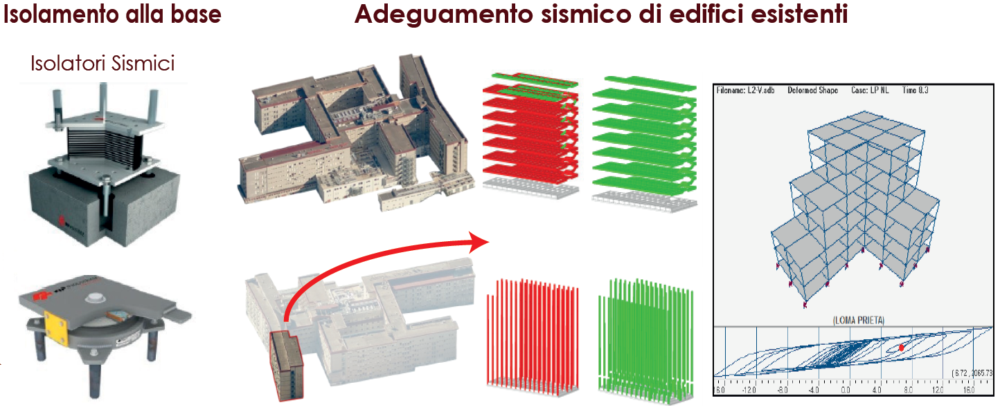 Isolamento alla base
Adeguamento sismico di edifici esistenti
Isolatori Sismici
Filename: L2-V.sdb Deformed Shape Case: LP NL Time 8.3
(LOMA PRIETA)
( 6.72 , 2065.73
-12.0 -8.0 -4.0 0.0 4.0 8.0 12.0 16.0